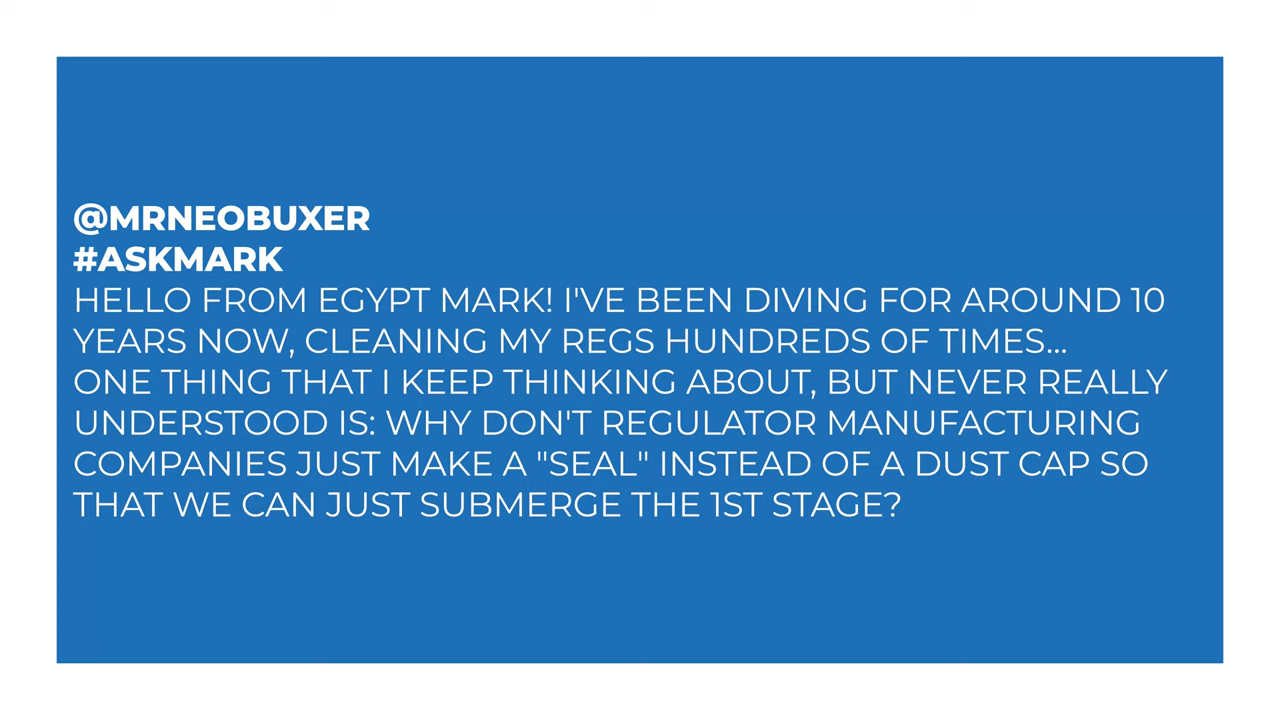 @MRNEOBUXER
#ASKMARK
HELLO FROM EGYPT MARK! I'VE BEEN DIVING FOR AROUND 10
YEARS NOW, CLEANING MY REGS HUNDREDS OF TIMES...
ONE THING THAT I KEEP THINKING ABOUT, BUT NEVER REALLY
UNDERSTOOD IS: WHY DON'T REGULATOR MANUFACTURING
COMPANIES JUST MAKE A "SEAL" INSTEAD OF A DUST CAP SO
THAT WE CAN JUST SUBMERGE THE 1ST STAGE?